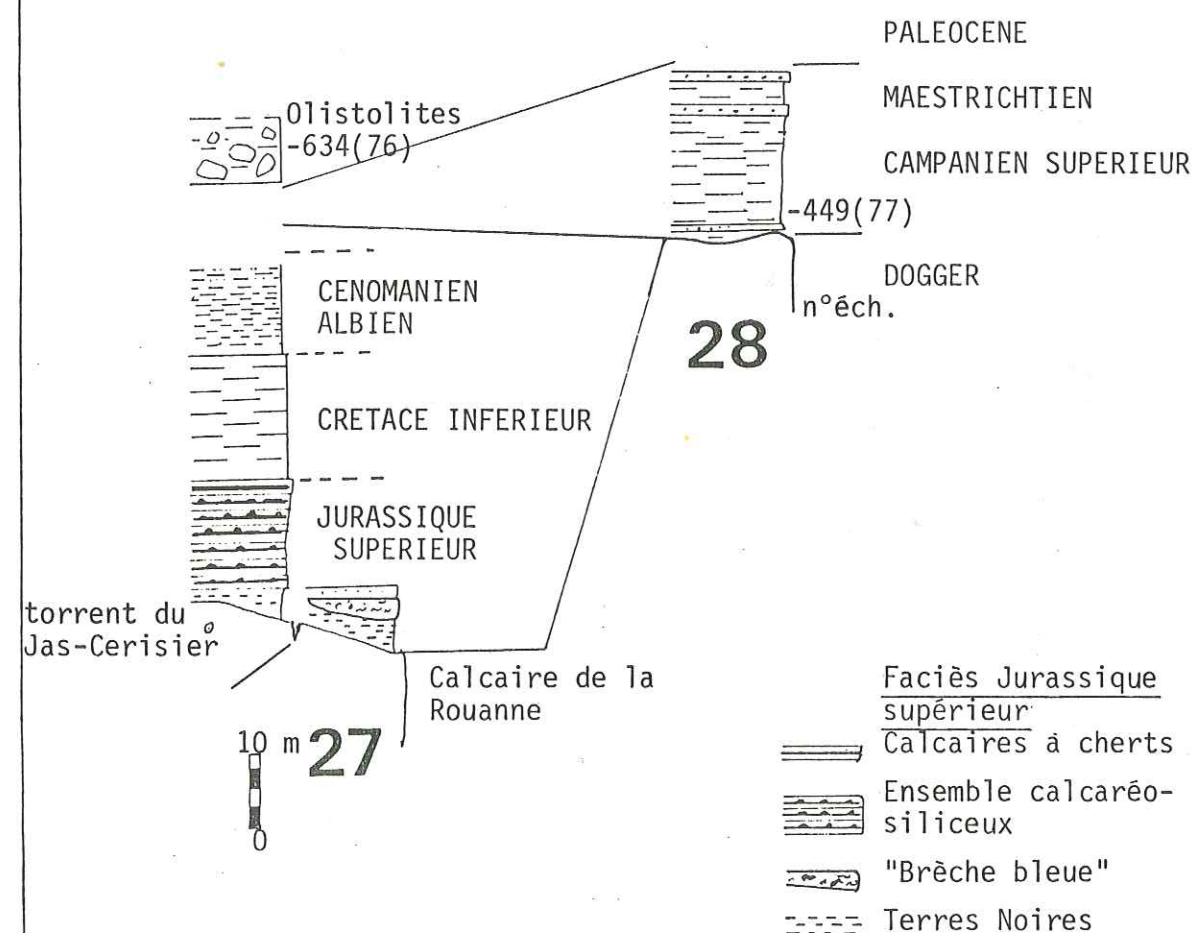 PALEOCENE
MAESTRICHTIEN
CAMPANIEN SUPERIEUR
-449(77)
DOGGER
n°éch.
28
Olistolites
-634(76)
CENOMANIEN
ALBIEN
CRETACE INFERIEUR
JURASSIQUE
SUPERIEUR
torrent du
Jas-Cerisier
Calcaire de la
Rouanne
10 m
27
0
Faciès Jurassique
supérieur
Calcaires à cherts
Ensemble calcaréo-
siliceux
"Brèche bleue"
Terres Noires